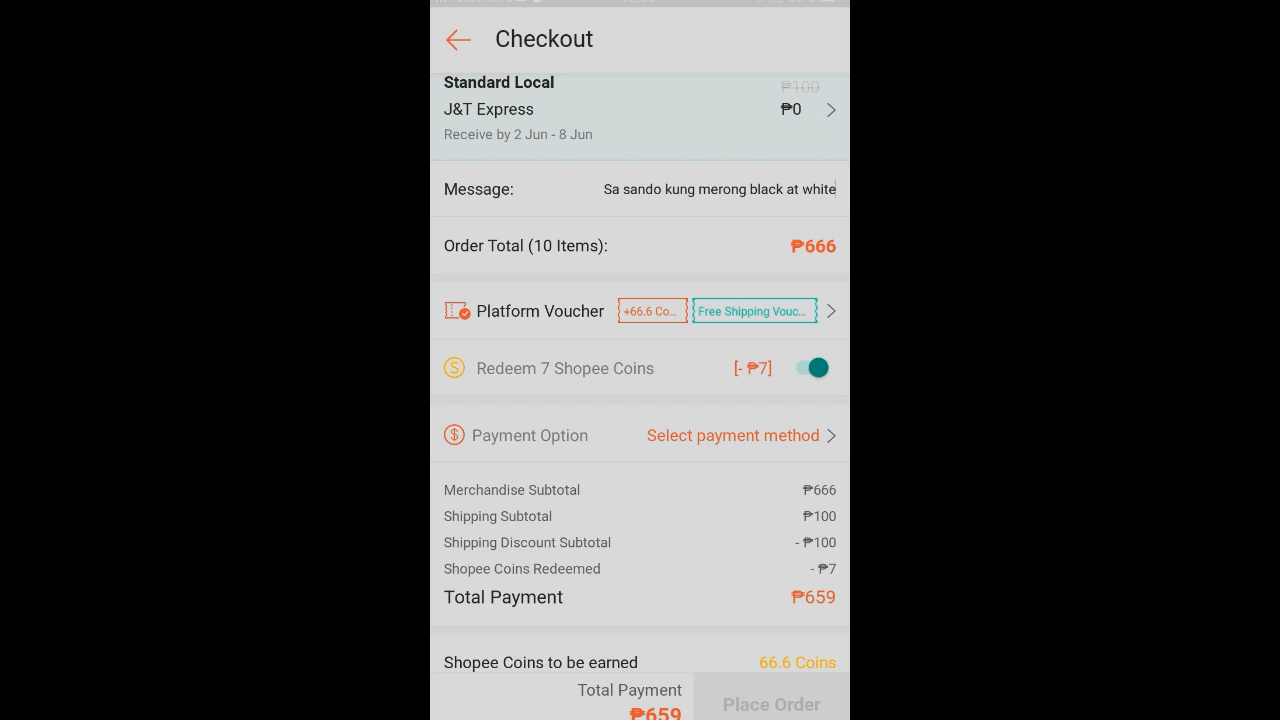 Checkout
Standard Local
₱100
J&T Express
₱0
Receive by 2 Jun - 8 Jun
Message:
Sa sando kung merong black at white
Order Total (10 Items):
₱666
Platform Voucher
+66.6 Co...
Free Shipping Vouc...
Redeem 7 Shopee Coins
[- ₱7]
Payment Option
Select payment method
Merchandise Subtotal
₱666
Shipping Subtotal
₱100
Shipping Discount Subtotal
- ₱100
Shopee Coins Redeemed
- ₱7
Total Payment
₱659
Shopee Coins to be earned
66.6 Coins
Total Payment
₱659
Place Order